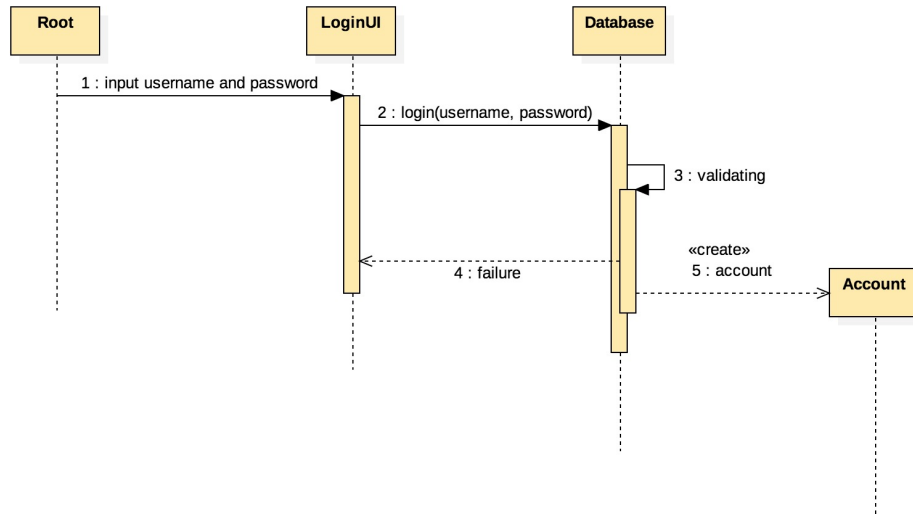 Root
LoginUI
Database
1 : input username and password
2 : login(username, password)
3 : validating
«create»
4 : failure
5 : account
Account